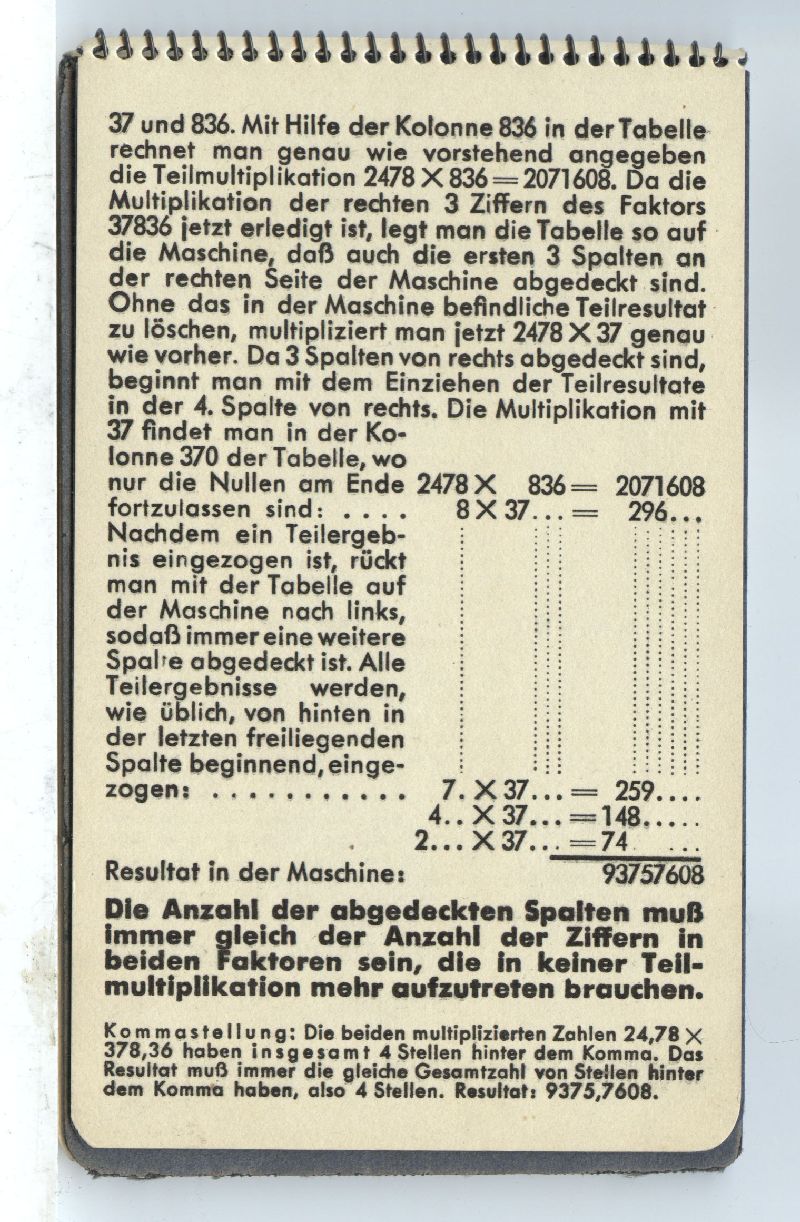 37 und 836. Mit Hilfe der Kolonne 836 in der Tabelle
rechnet man genau wie vorstehend angegeben
die Teilmultiplikation 2478 X 836 = 2071608. Da die
Multiplikation der rechten 3 Ziffern des Faktors
37836 jetzt erledigt ist, legt man die Tabelle so auf
die Maschine, daß auch die ersten 3 Spalten an
der rechten Seite der Maschine abgedeckt sind.
Ohne das in der Maschine befindliche Teilresultat
zu löschen, multipliziert man jetzt 2478 X 37 genau
wie vorher. Da 3 Spalten von rechts abgedeckt sind,
beginnt man mit dem Einziehen der Teilresultate
in der 4. Spalte von rechts. Die Multiplikation mit
37 findet man in der Ko-
lonne 370 der Tabelle, wo
nur die Nullen am Ende 2478 X 836 = 2071608
fortzulassen sind: . . . . 8 X 37... = 296...
Nachdem ein Teilergeb-
nis eingezogen ist, rückt
man mit der Tabelle auf
der Maschine nach links,
sodaß immer eine weitere
Spalte abgedeckt ist. Alle
Teilergebnisse werden,
wie üblich, von hinten in
der letzten freiliegenden
Spalte beginnend, einge-
zogen: . . . . . . . . . . . 7. X 37... = 259....
4.. X 37... = 148.....
2... X 37... = 74 ...
Resultat in der Maschine: 93757608
Die Anzahl der abgedeckten Spalten muß
immer gleich der Anzahl der Ziffern in
beiden Faktoren sein, die in keiner Teil-
multiplikation mehr aufzutreten brauchen.
Kommastellung: Die beiden multiplizierten Zahlen 24,78 X
378,36 haben insgesamt 4 Stellen hinter dem Komma. Das
Resultat muß immer die gleiche Gesamtzahl von Stellen hinter
dem Komma haben, also 4 Stellen. Resultat: 9375,7608.